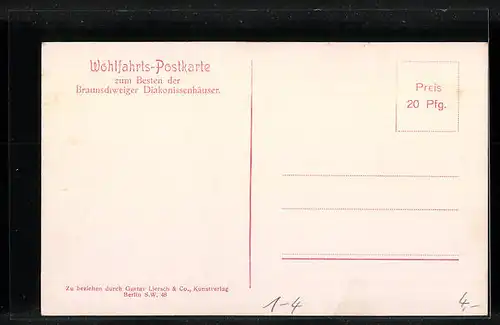 Wohlfahrts-Postkarte
zum Besten der
Braunschweiger Diakonissenhäuser.
Preis
20 Pfg.
Zu beziehen durch Gustav Liersch & Co., Kunstverlag
Berlin S.W. 48
1-4
4,-